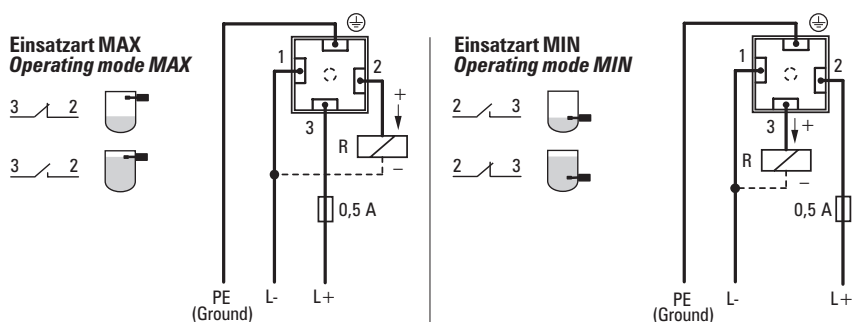 Einsatzart MAX
Operating mode MAX
3 2
3 2
1
2
3
+
R
–
0,5 A
PE
(Ground)
L-
L+
Einsatzart MIN
Operating mode MIN
2 3
2 3
1
2
3
+
R
–
0,5 A
PE
(Ground)
L-
L+